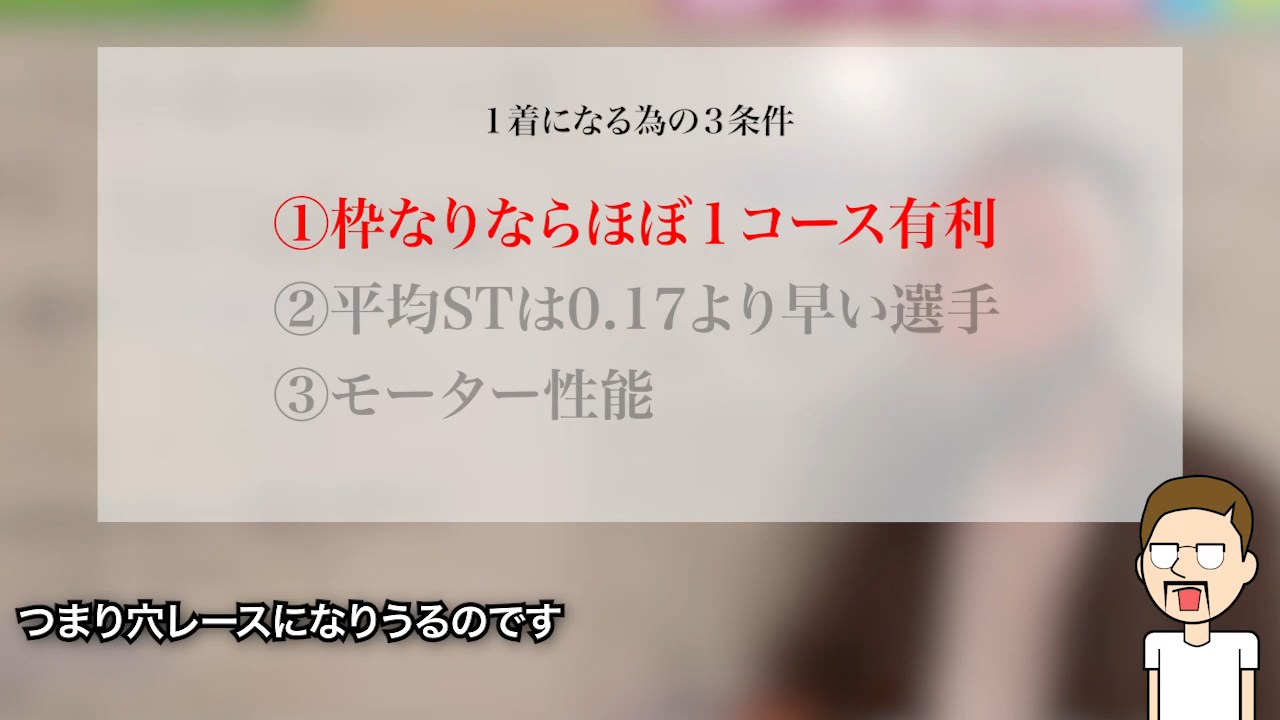 １着になる為の３条件
①枠なりならほぼ１コース有利
②平均STは0.17より早い選手
③モーター性能
つまり穴レースになりうるのです